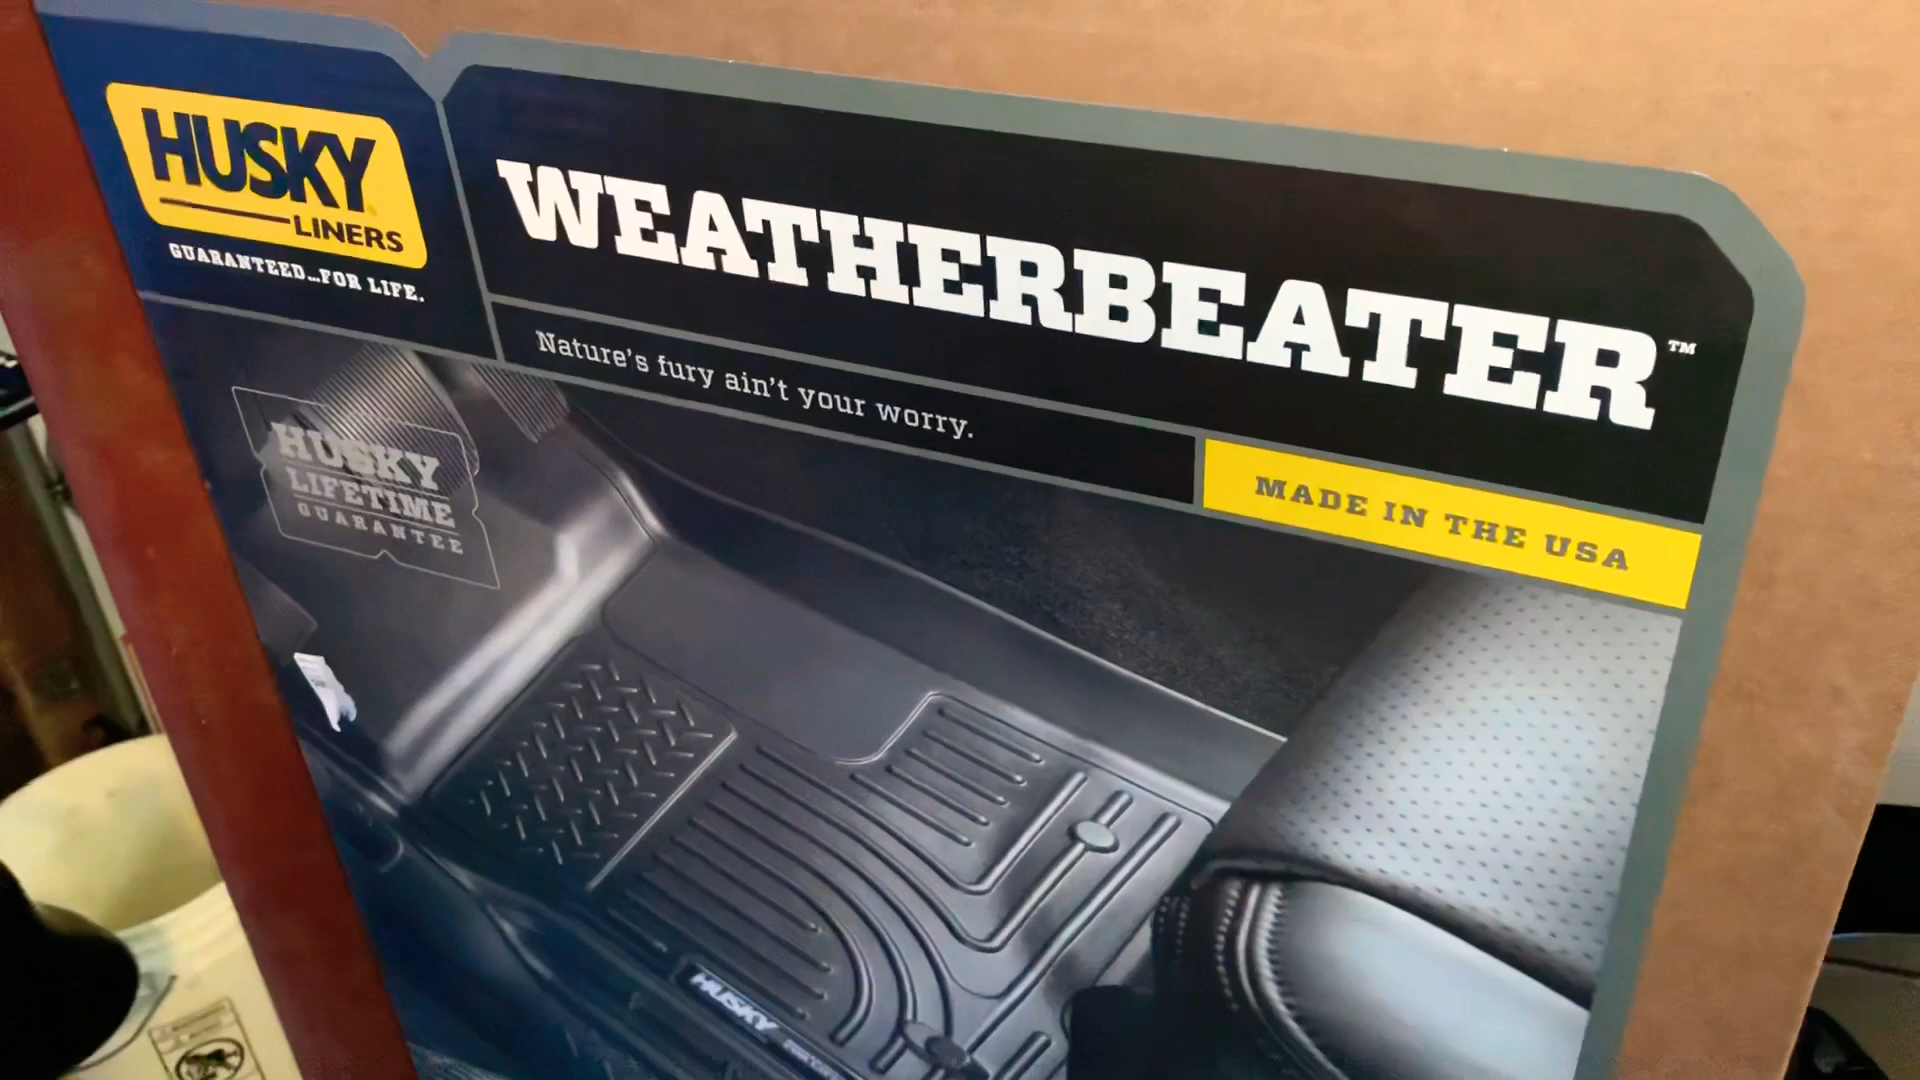 HUSKY
LINERS
GUARANTEED...FOR LIFE.
WEATHERBEATER™
Nature's fury ain't your worry.
MADE IN THE USA
HUSKY
LIFETIME
GUARANTEE
HUSKY